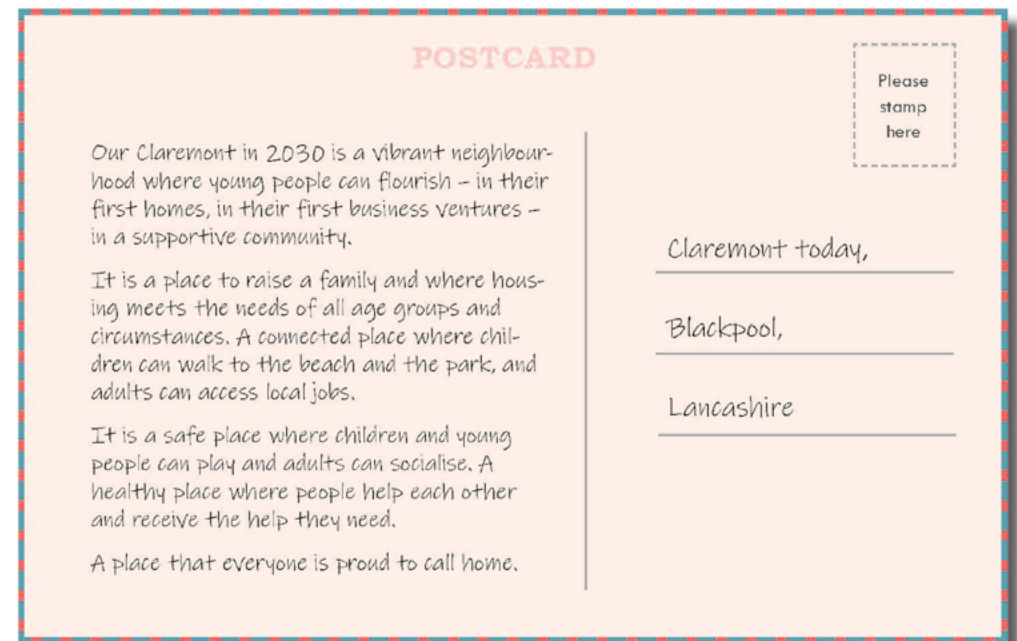 POSTCARD
Please
stamp
here
Our Claremont in 2030 is a vibrant neighbour-
hood where young people can flourish – in their
first homes, in their first business ventures –
in a supportive community.
It is a place to raise a family and where hous-
ing meets the needs of all age groups and
circumstances. A connected place where chil-
dren can walk to the beach and the park, and
adults can access local jobs.
It is a safe place where children and young
people can play and adults can socialise. A
healthy place where people help each other
and receive the help they need.
A place that everyone is proud to call home.
Claremont today,
Blackpool,
Lancashire